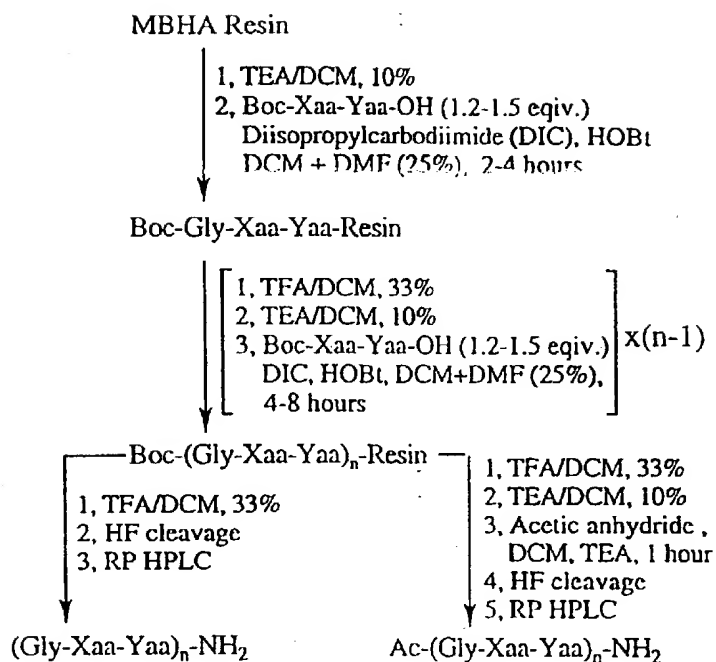 MBHA Resin
1, TEA/DCM, 10%
2, Boc-Xaa-Yaa-OH (1.2-1.5 eqiv.)
Diisopropylcarbodiimide (DIC), HOBt
DCM + DMF (25%), 2-4 hours
Boc-Gly-Xaa-Yaa-Resin
1, TFA/DCM, 33%
2, TEA/DCM, 10%
3, Boc-Xaa-Yaa-OH (1.2-1.5 equiv.)
DIC, HOBt, DCM+DMF (25%),
4-8 hours
x(n-1)
Boc-(Gly-Xaa-Yaa)n-Resin
1, TFA/DCM, 33%
2, HF cleavage
3, RP HPLC
1, TFA/DCM, 33%
2, TEA/DCM, 10%
3, Acetic anhydride ,
DCM, TEA, 1 hour
4, HF cleavage
5, RP HPLC
(Gly-Xaa-Yaa)n-NH2
Ac-(Gly-Xaa-Yaa)n-NH2